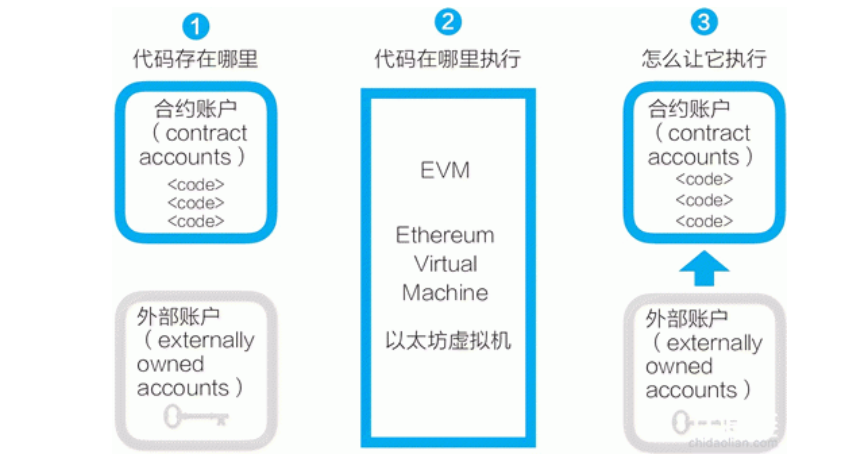 1
代码存在哪里
合约账户
（contract
accounts）
<code>
<code>
<code>
外部账户
（externally
owned
accounts）
2
代码在哪里执行
EVM
Ethereum
Virtual
Machine
以太坊虚拟机
3
怎么让它执行
合约账户
（contract
accounts）
<code>
<code>
<code>
外部账户
（externally
owned
accounts）
chidaolian.com